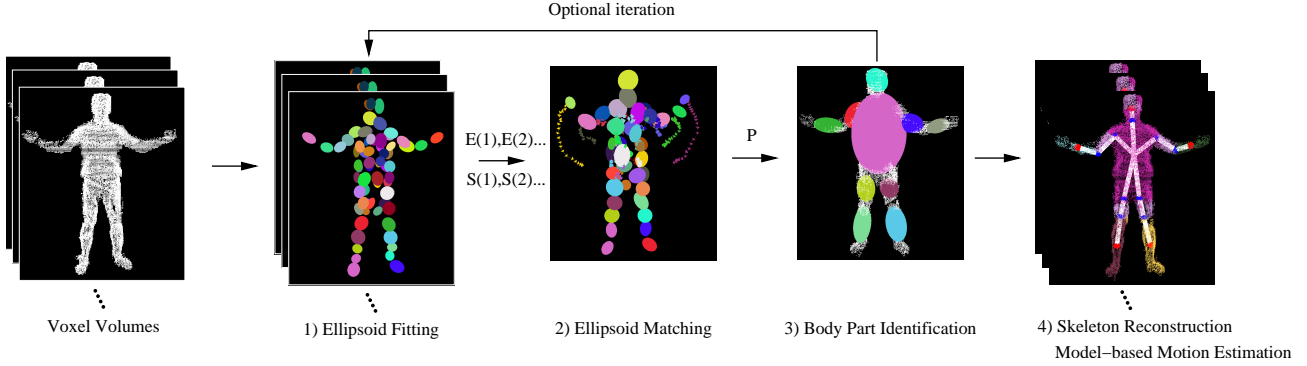 Optional iteration
E(1),E(2)...
S(1),S(2)...
P
Voxel Volumes
1) Ellipsoid Fitting
2) Ellipsoid Matching
3) Body Part Identification
4) Skeleton Reconstruction
Model−based Motion Estimation